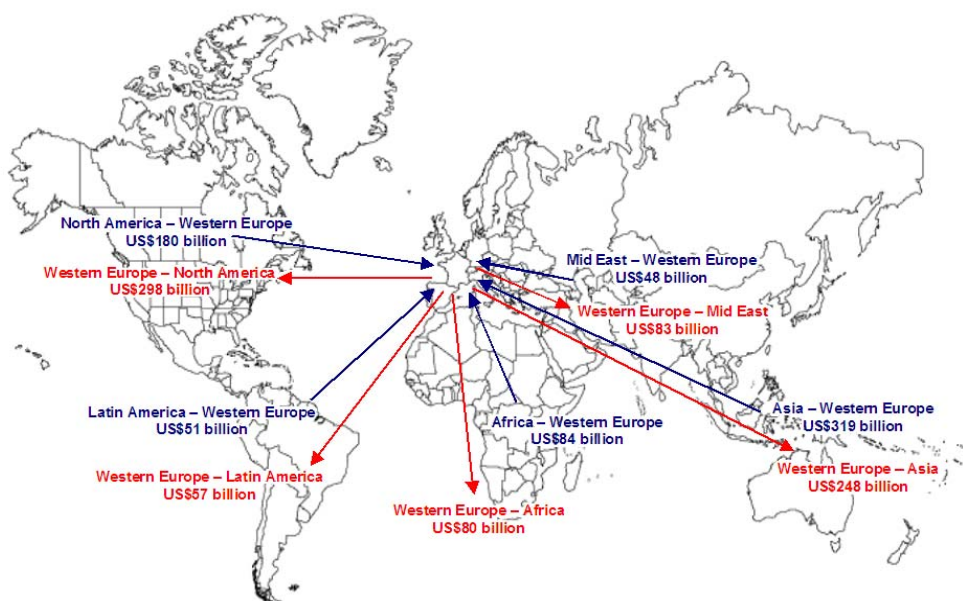 North America – Western Europe
US$180 billion
Western Europe – North America
US$298 billion
Mid East – Western Europe
US$48 billion
Western Europe – Mid East
US$83 billion
Latin America – Western Europe
US$51 billion
Africa – Western Europe
US$84 billion
Asia – Western Europe
US$319 billion
Western Europe – Latin America
US$57 billion
Western Europe – Asia
US$248 billion
Western Europe – Africa
US$80 billion